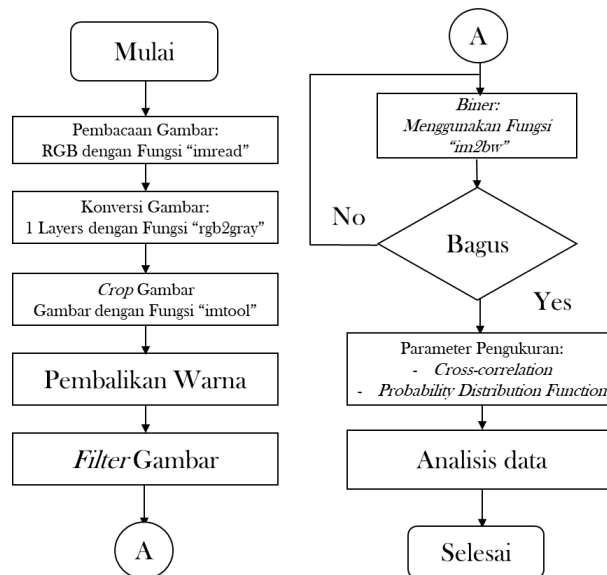 Mulai
Pembacaan Gambar:
RGB dengan Fungsi “imread”
Konversi Gambar:
1 Layers dengan Fungsi “rgb2gray”
Crop Gambar
Gambar dengan Fungsi “imtool”
Pembalikan Warna
Filter Gambar
A
A
Biner:
Menggunakan Fungsi
“im2bw”
No
Bagus
Yes
Parameter Pengukuran:
- Cross-correlation
- Probability Distribution Function
Analisis data
Selesai